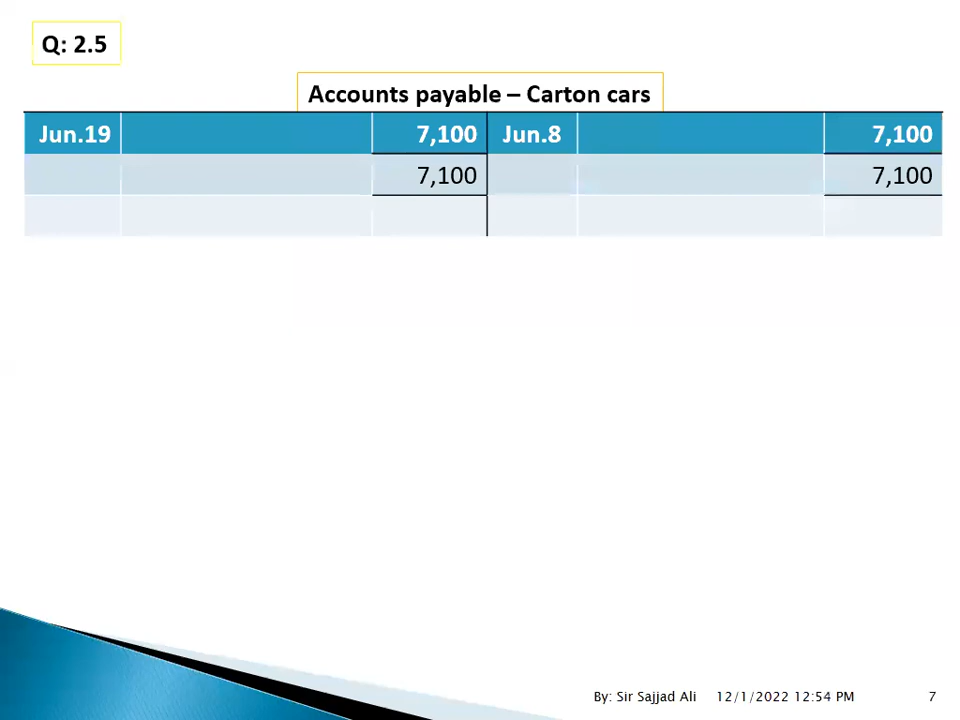 Q: 2.5
Accounts payable – Carton cars
Jun.19 7,100 Jun.8 7,100
7,100 7,100
By: Sir Sajjad Ali 12/1/2022 12:54 PM 7